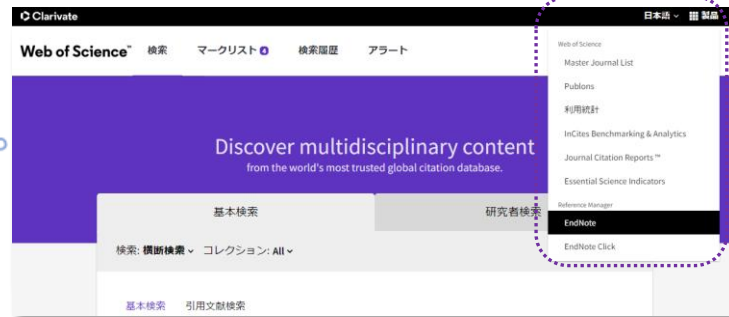 Clarivate
日本語 製品
Web of Science™ 検索 マークリスト 4 検索履歴 アラート
Web of Science
Master Journal List
Publons
利用統計
InCites Benchmarking & Analytics
Journal Citation Reports ™
Essential Science Indicators
Reference Manager
EndNote
EndNote Click
Discover multidisciplinary content
from the world's most trusted global citation database.
基本検索 研究者検索
検索: 横断検索 コレクション: All
基本検索 引用文献検索